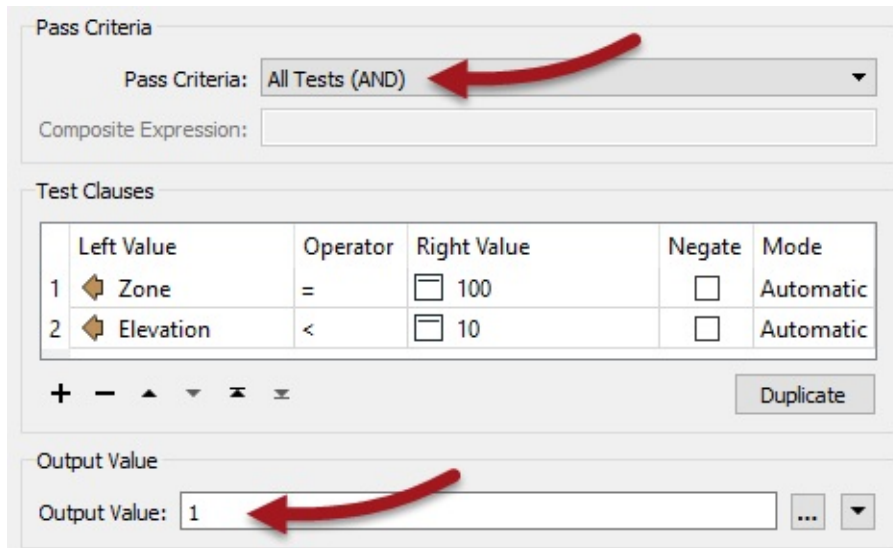 Pass Criteria
Pass Criteria: All Tests (AND)
Composite Expression:
Test Clauses
Left Value Operator Right Value Negate Mode
1 Zone = 100 Automatic
2 Elevation < 10 Automatic
Duplicate
Output Value
Output Value: 1 ...